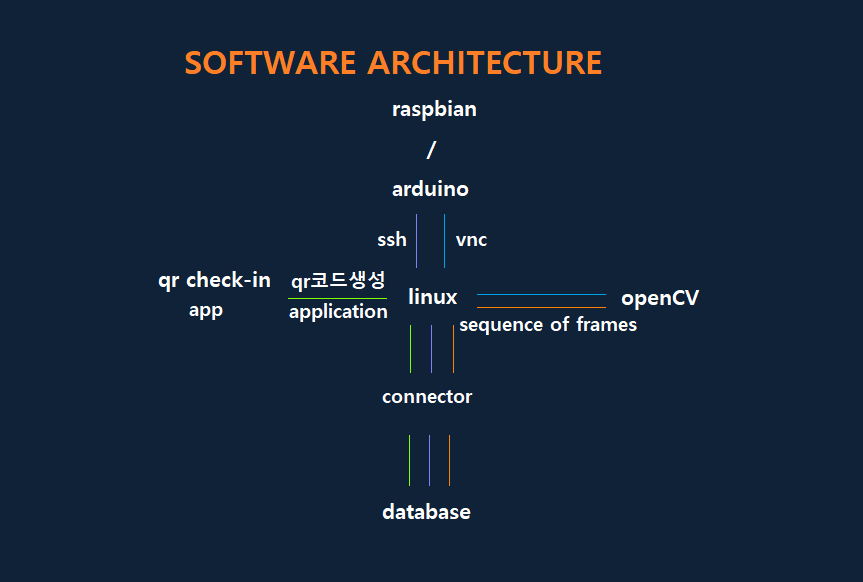 SOFTWARE ARCHITECTURE
raspbian
/
arduino
ssh vnc
qr check-in
app
qr코드생성
application
linux
openCV
sequence of frames
connector
database